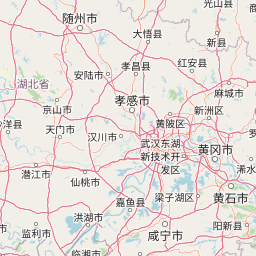 随州市
光山县
大悟县
新县
安陆市
孝昌县
红安县
湖北省
麻城市
京山市
孝感市
黄陂区
新洲区
天门市
汉川市
武汉东湖
新技术开
发区
黄冈市
潜江市
仙桃市
浠水
嘉鱼县
梓子湖区
黄石市
监利市
洪湖市
咸宁市
阳新县
临湘市